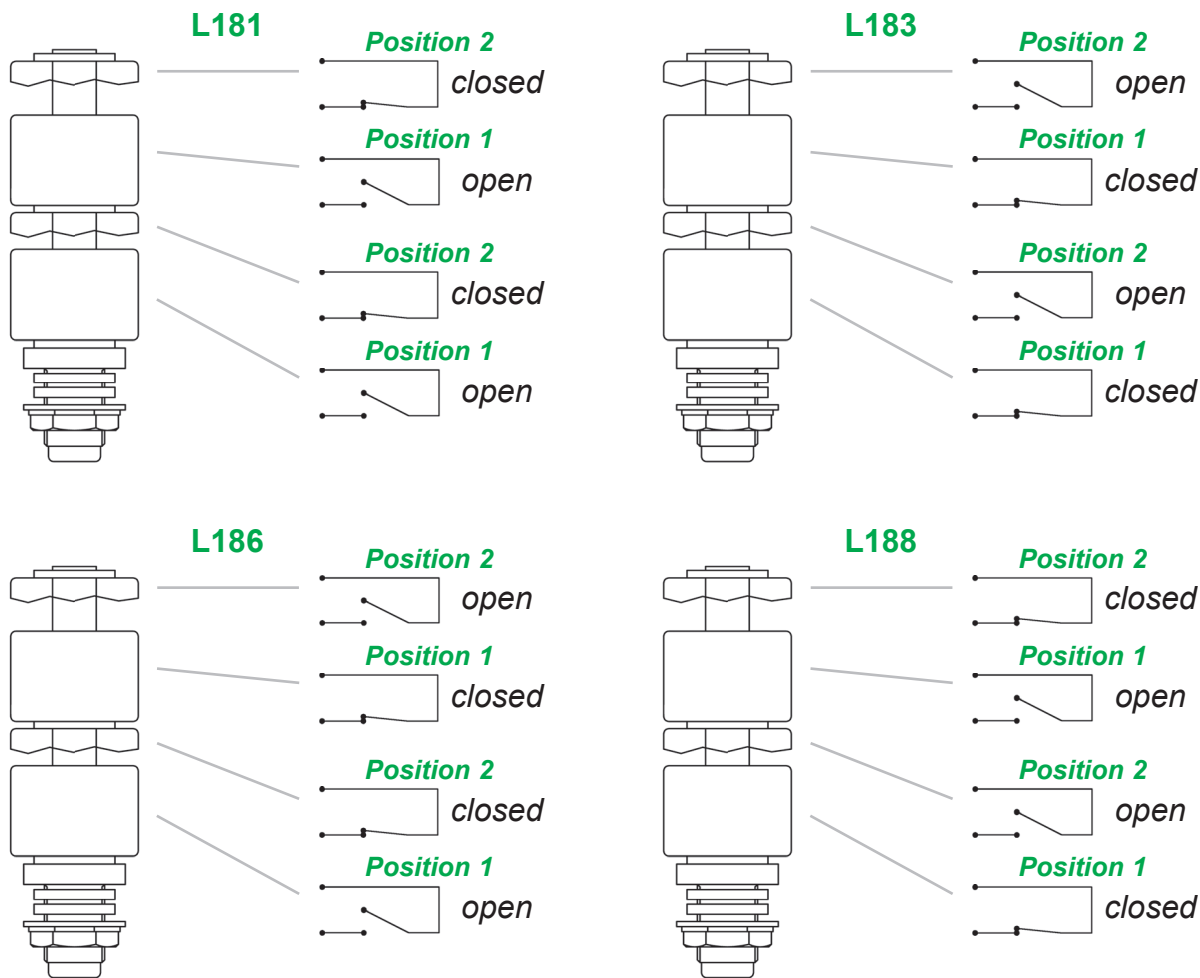 L181
Position 2
closed
Position 1
open
Position 2
closed
Position 1
open
L183
Position 2
open
Position 1
closed
Position 2
open
Position 1
closed
L186
Position 2
open
Position 1
closed
Position 2
closed
Position 1
open
L188
Position 2
closed
Position 1
open
Position 2
open
Position 1
closed